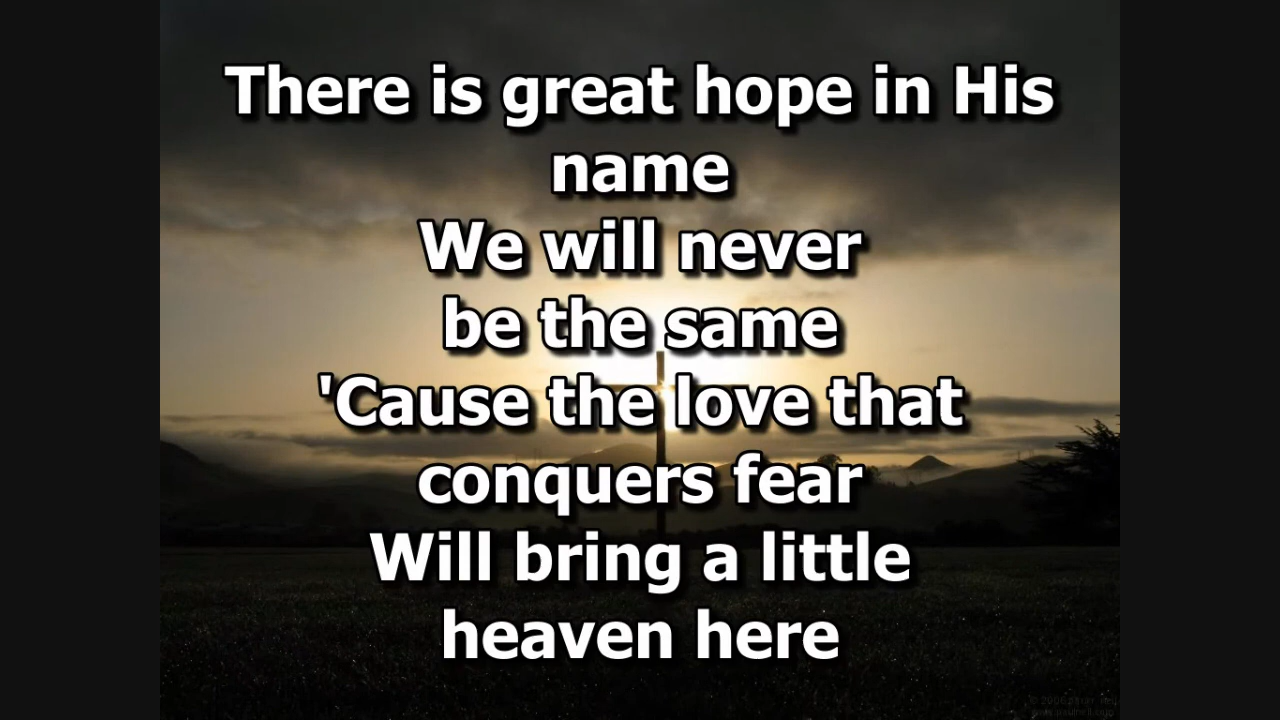 There is great hope in His
name
We will never
be the same
'Cause the love that
conquers fear
Will bring a little
heaven here